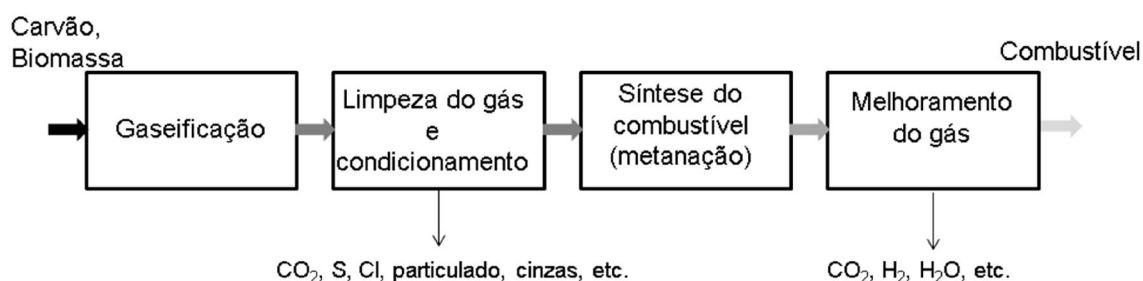 Carvão,
Biomassa
Gaseificação
Limpeza do gás
e
condicionamento
Síntese do
combustível
(metanação)
Melhoramento
do gás
Combustível
CO₂, S, Cl, particulado, cinzas, etc.
CO₂, H₂, H₂O, etc.